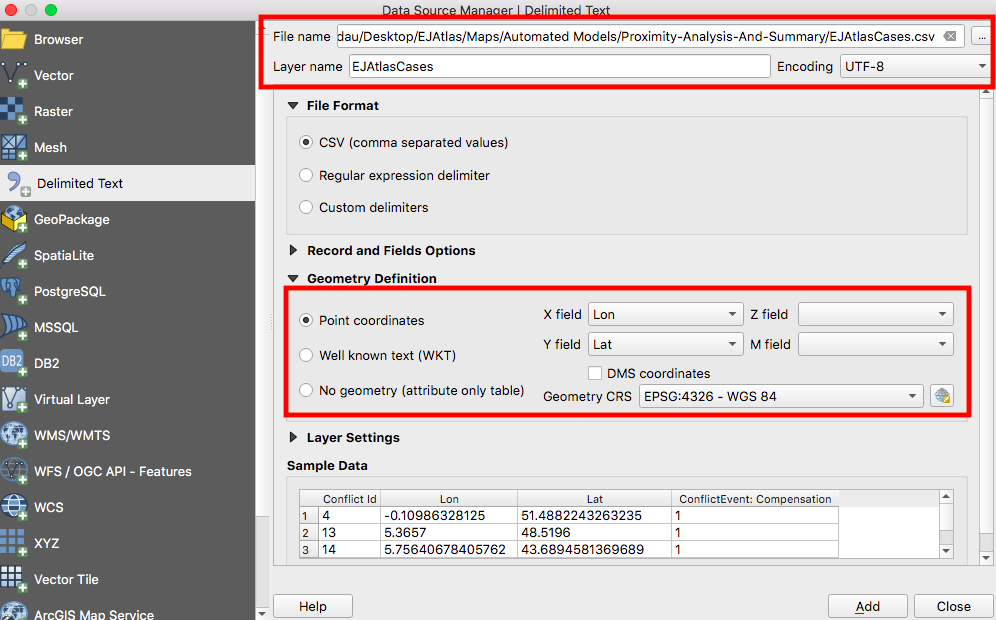 Data Source Manager | Delimited Text
Browser
Vector
Raster
Mesh
Delimited Text
GeoPackage
SpatiaLite
PostgreSQL
MSSQL
DB2
DB2
Virtual Layer
WMS/WMTS
WFS / OGC API - Features
WCS
XYZ
Vector Tile
ArcGIS Map Service
File name dau/Desktop/EJAtlas/Maps/Automated Models/Proximity-Analysis-And-Summary/EJAtlasCases.csv ...
Layer name EJAtlasCases Encoding UTF-8
File Format
CSV (comma separated values)
Regular expression delimiter
Custom delimiters
Record and Fields Options
Geometry Definition
Point coordinates
Well known text (WKT)
No geometry (attribute only table)
X field Lon Z field
Y field Lat M field
DMS coordinates
Geometry CRS EPSG:4326 - WGS 84
Layer Settings
Sample Data
Conflict Id Lon Lat ConflictEvent: Compensation
1 4 -0.10986328125 51.4882243263235 1
2 13 5.3657 48.5196 1
3 14 5.75640678405762 43.6894581369689 1
Help Add Close